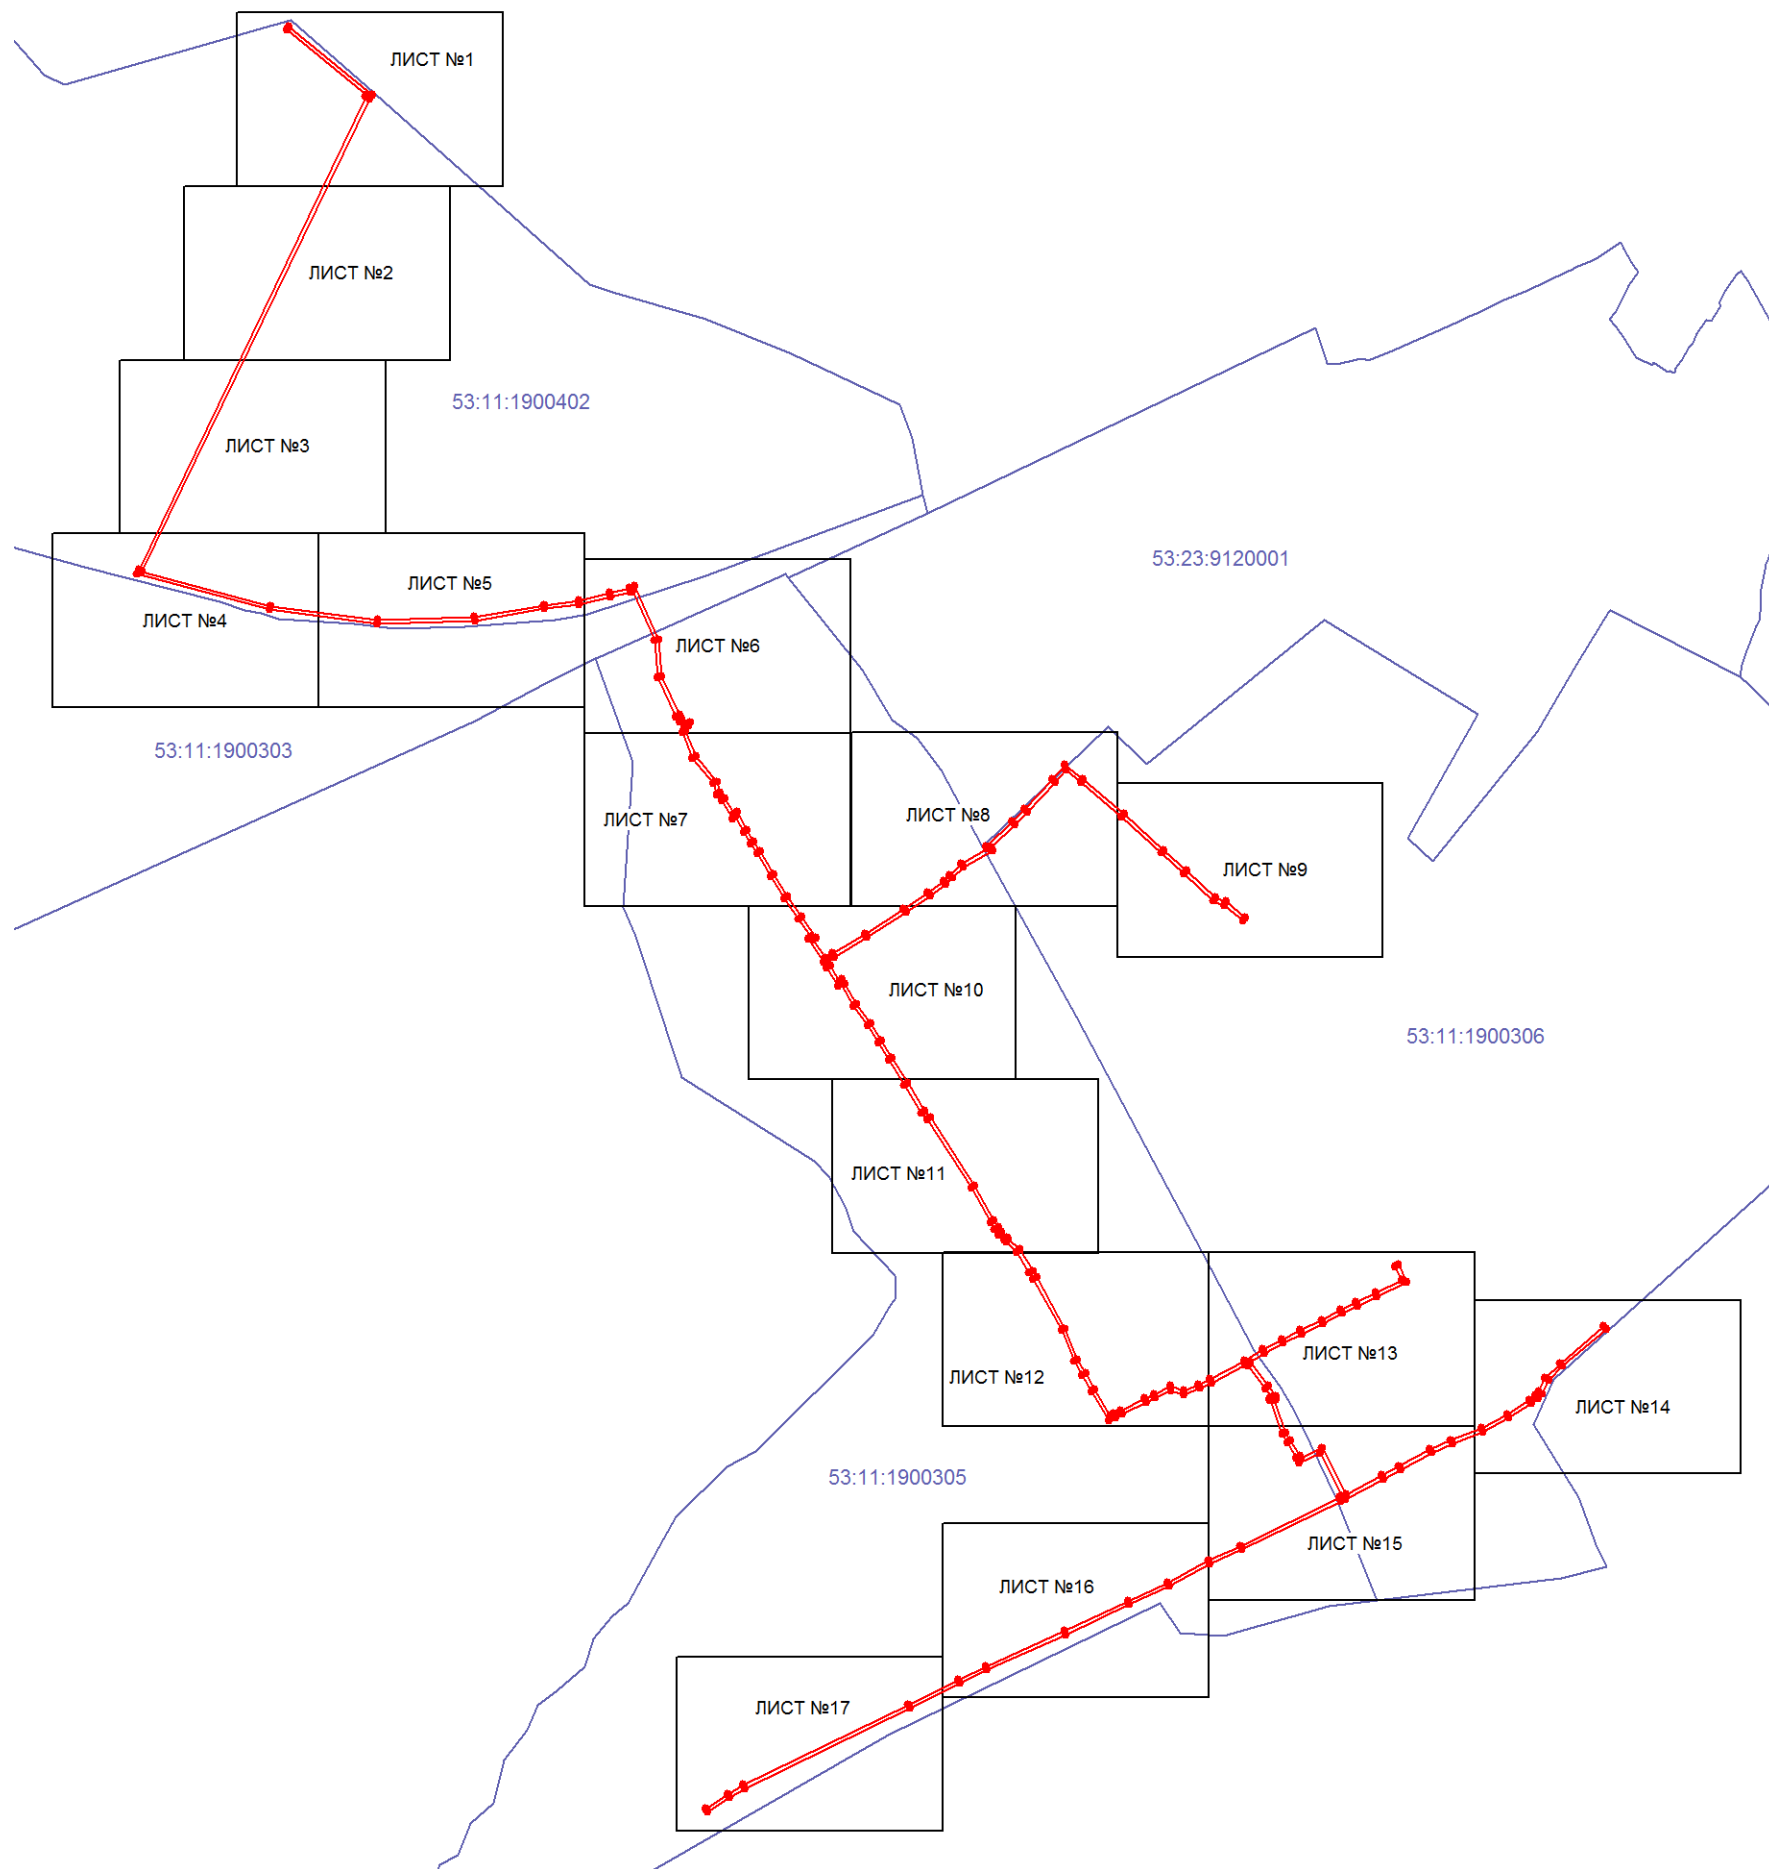 ЛИСТ №1
ЛИСТ №2
53:11:1900402
ЛИСТ №3
53:23:9120001
ЛИСТ №5
ЛИСТ №4
ЛИСТ №6
53:11:1900303
ЛИСТ №8
ЛИСТ №7
ЛИСТ №9
ЛИСТ №10
53:11:1900306
ЛИСТ №11
ЛИСТ №13
ЛИСТ №12
ЛИСТ №14
53:11:1900305
ЛИСТ №15
ЛИСТ №16
ЛИСТ №17